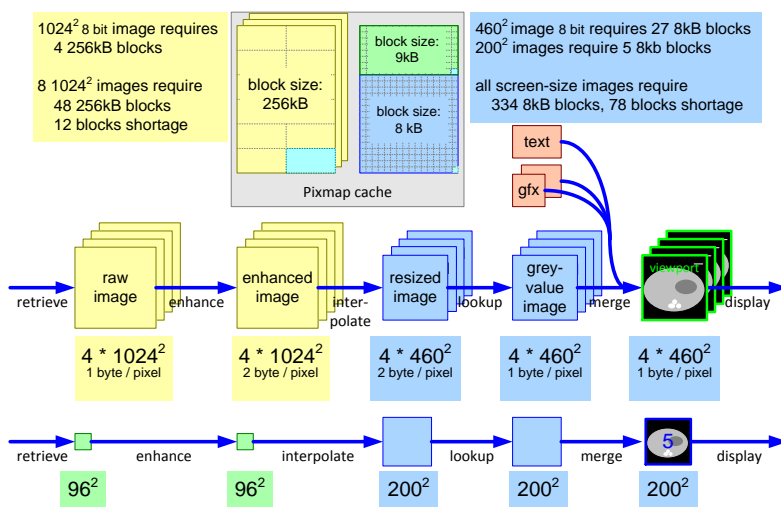 1024² 8 bit image requires
4 256kB blocks
8 1024² images require
48 256kB blocks
12 blocks shortage
block size:
256kB
block size:
9kB
block size:
8 kB
Pixmap cache
460² image 8 bit requires 27 8kB blocks
200² images require 5 8kb blocks
all screen-size images require
334 8kB blocks, 78 blocks shortage
text
gfx
retrieve
raw
image
enhance
enhanced
image
inter-
polate
resized
image
lookup
grey-
value
image
merge
viewport
display
4 * 1024²
1 byte / pixel
4 * 1024²
2 byte / pixel
4 * 460²
2 byte / pixel
4 * 460²
1 byte / pixel
4 * 460²
1 byte / pixel
retrieve
enhance
interpolate
lookup
merge
5
display
96²
96²
200²
200²
200²